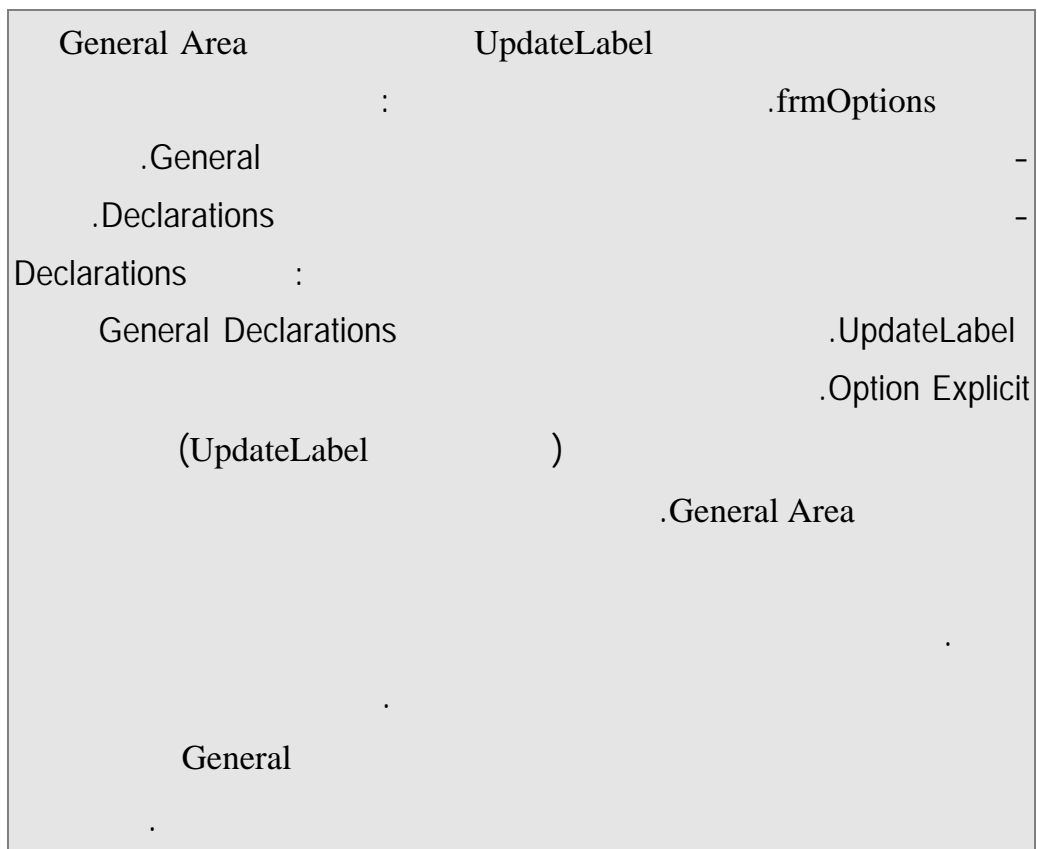 UpdateLabel General Area
frmOptions. :
- General.
- Declarations.
: Declarations
UpdateLabel. General Declarations
Option Explicit.
( UpdateLabel)
General Area.
.
.
General
.